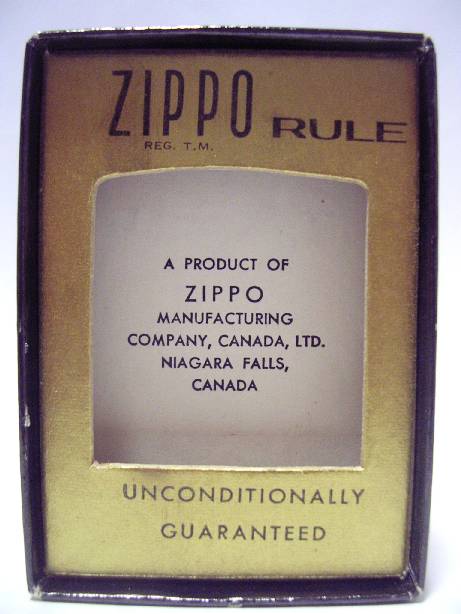 ZIPPO RULE
REG. T.M.
A PRODUCT OF
ZIPPO
MANUFACTURING
COMPANY, CANADA, LTD.
NIAGARA FALLS,
CANADA
UNCONDITIONALLY
GUARANTEED